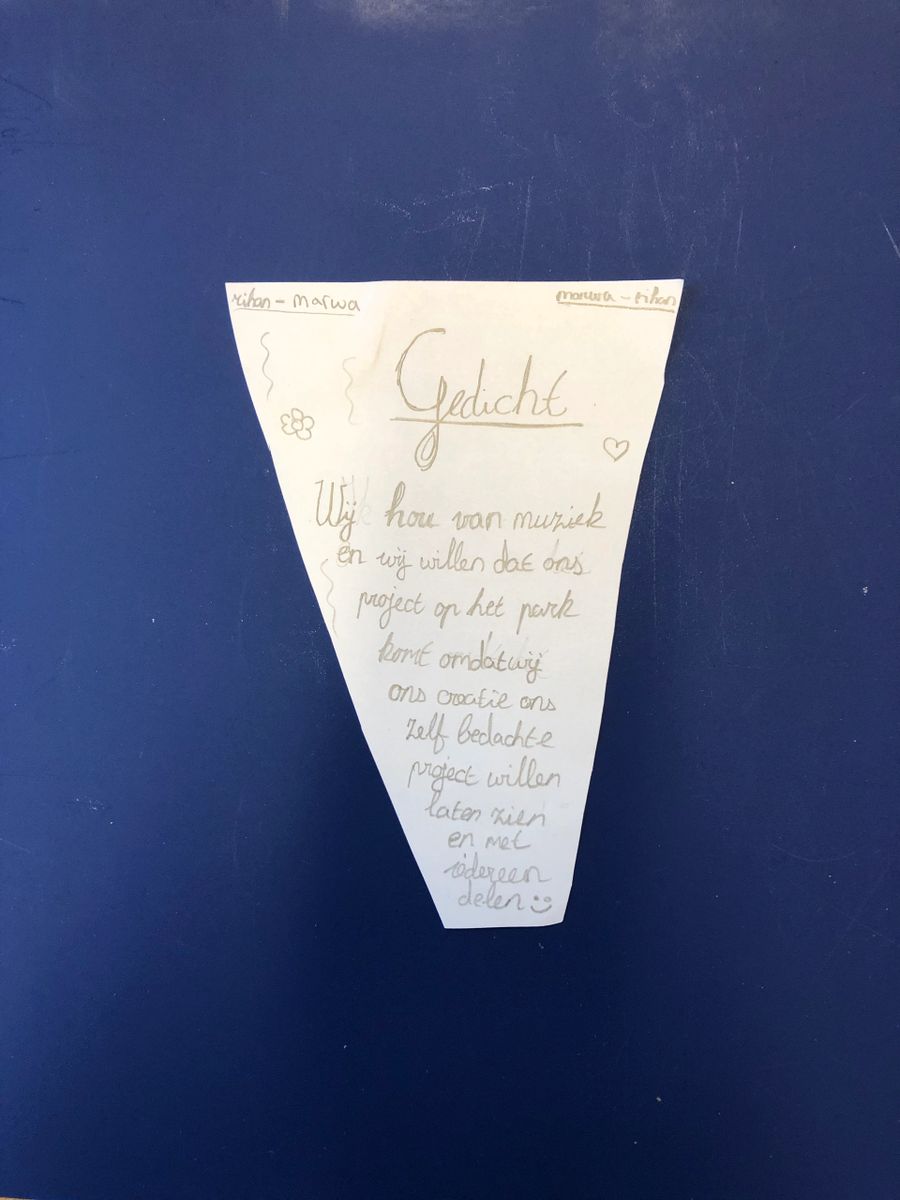 rihan - marwa
marwa - rihan
Gedicht
Wij hou van muziek
en wij willen dat ons
project op het park
komt omdat wij
ons creatie ons
zelf bedachte
project willen
laten zien
en met
iedereen
delen